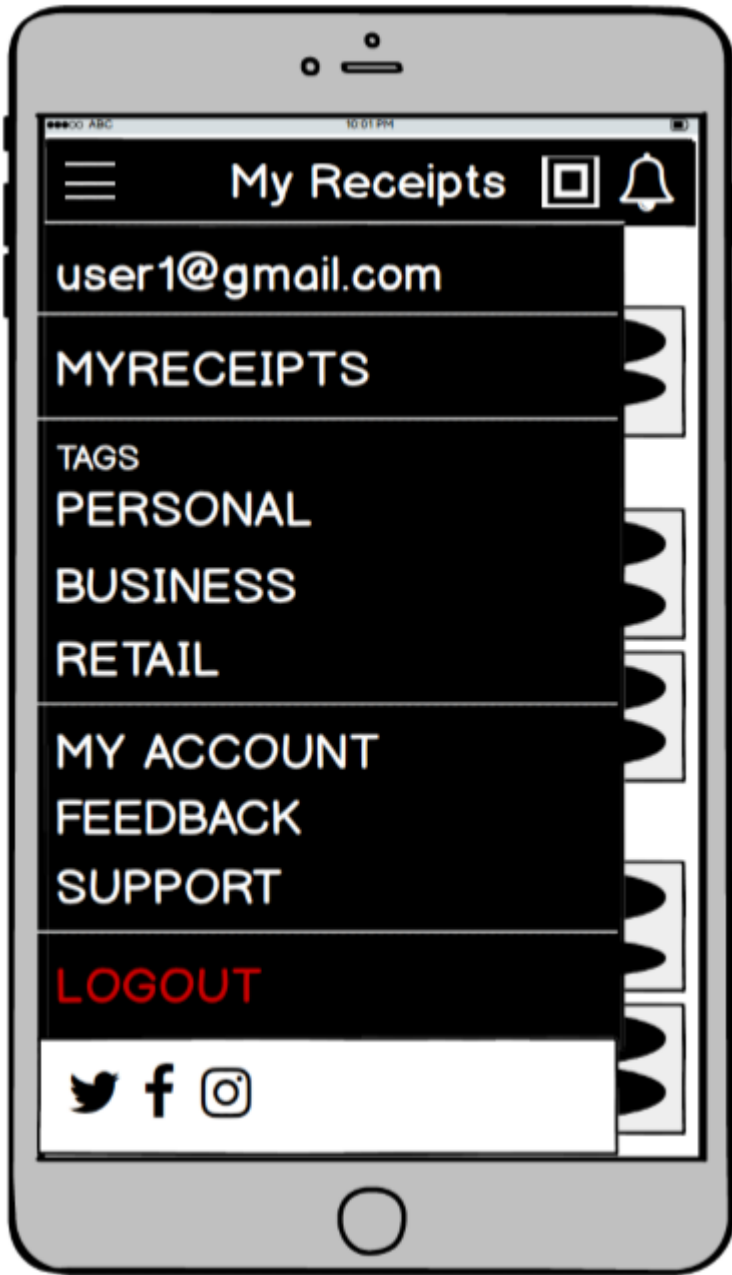 ABC 10:01 PM
My Receipts
user1@gmail.com
MYRECEIPTS
TAGS
PERSONAL
BUSINESS
RETAIL
MY ACCOUNT
FEEDBACK
SUPPORT
LOGOUT